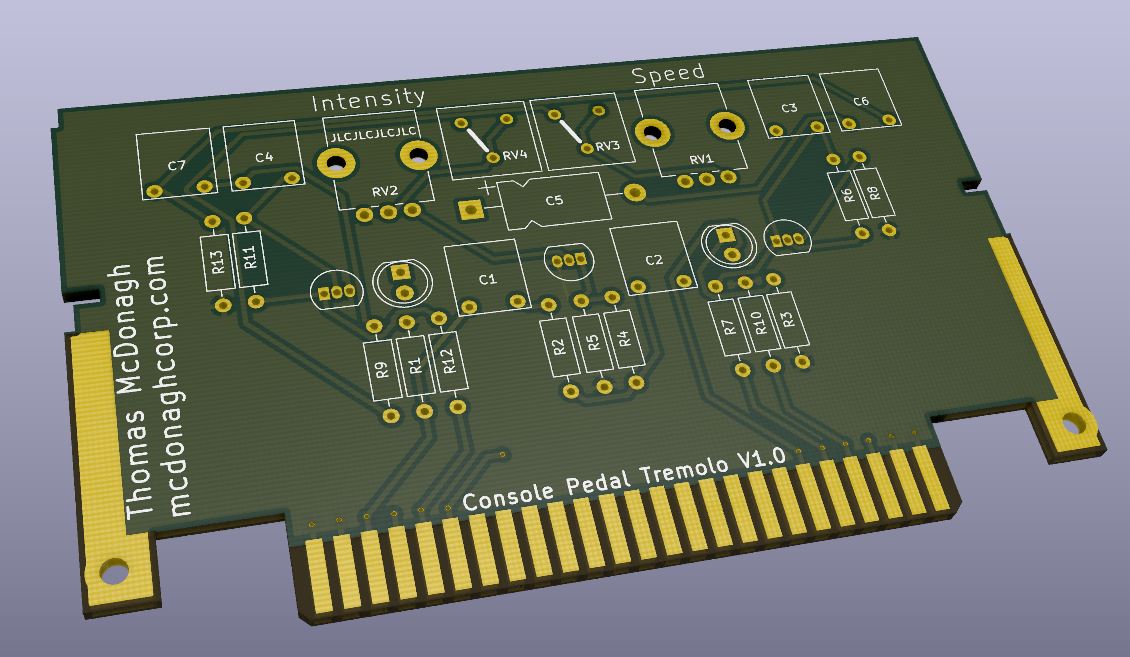 Intensity
Speed
JLCJLCJLCJLC
C7
C4
RV2
RV4
RV3
RV1
C3
C6
+
C5
R13
R11
C1
C2
R6
R8
R9
R1
R12
R2
R5
R4
R7
R10
R3
Thomas McDonagh
mcdonaghcorp.com
Console Pedal Tremolo V1.0